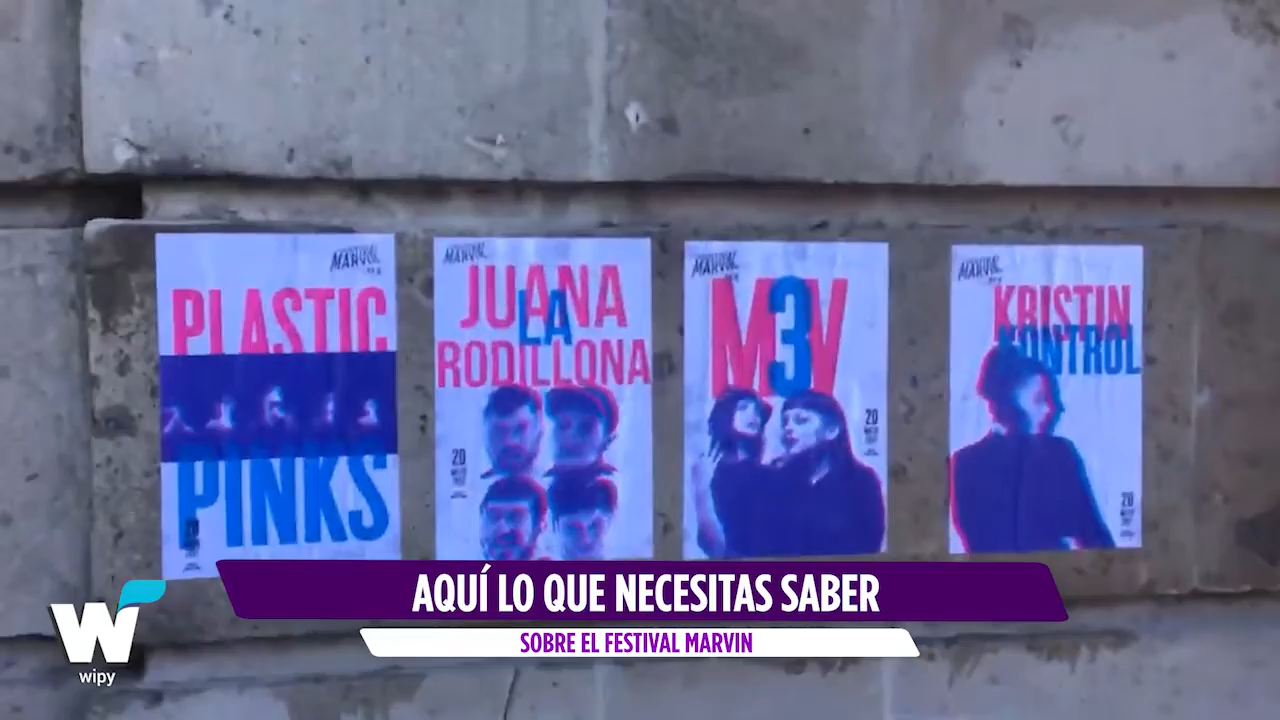 MARVIN
PLASTIC
PINKS
MARVIN
JUANA
LA
RODILLONA
20
MARVIN
M3V
20
MARVIN
KRISTIN
KONTROL
20
AQUÍ LO QUE NECESITAS SABER
SOBRE EL FESTIVAL MARVIN
W
wipy